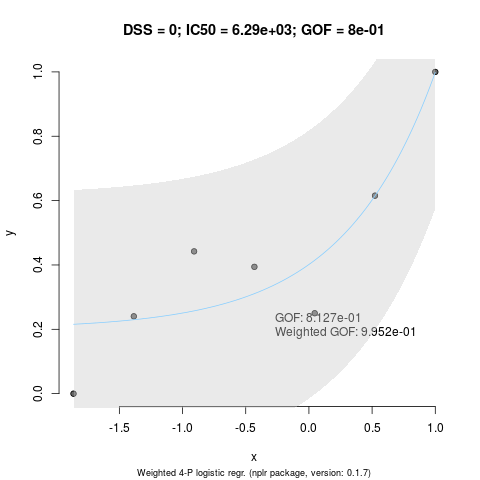 DSS = 0; IC50 = 6.29e+03; GOF = 8e-01
1.0
0.8
0.6
0.4
0.2
0.0
y
GOF: 8.127e-01
Weighted GOF: 9.952e-01
-1.5 -1.0 -0.5 0.0 0.5 1.0
x
Weighted 4-P logistic regr. (nplr package, version: 0.1.7)